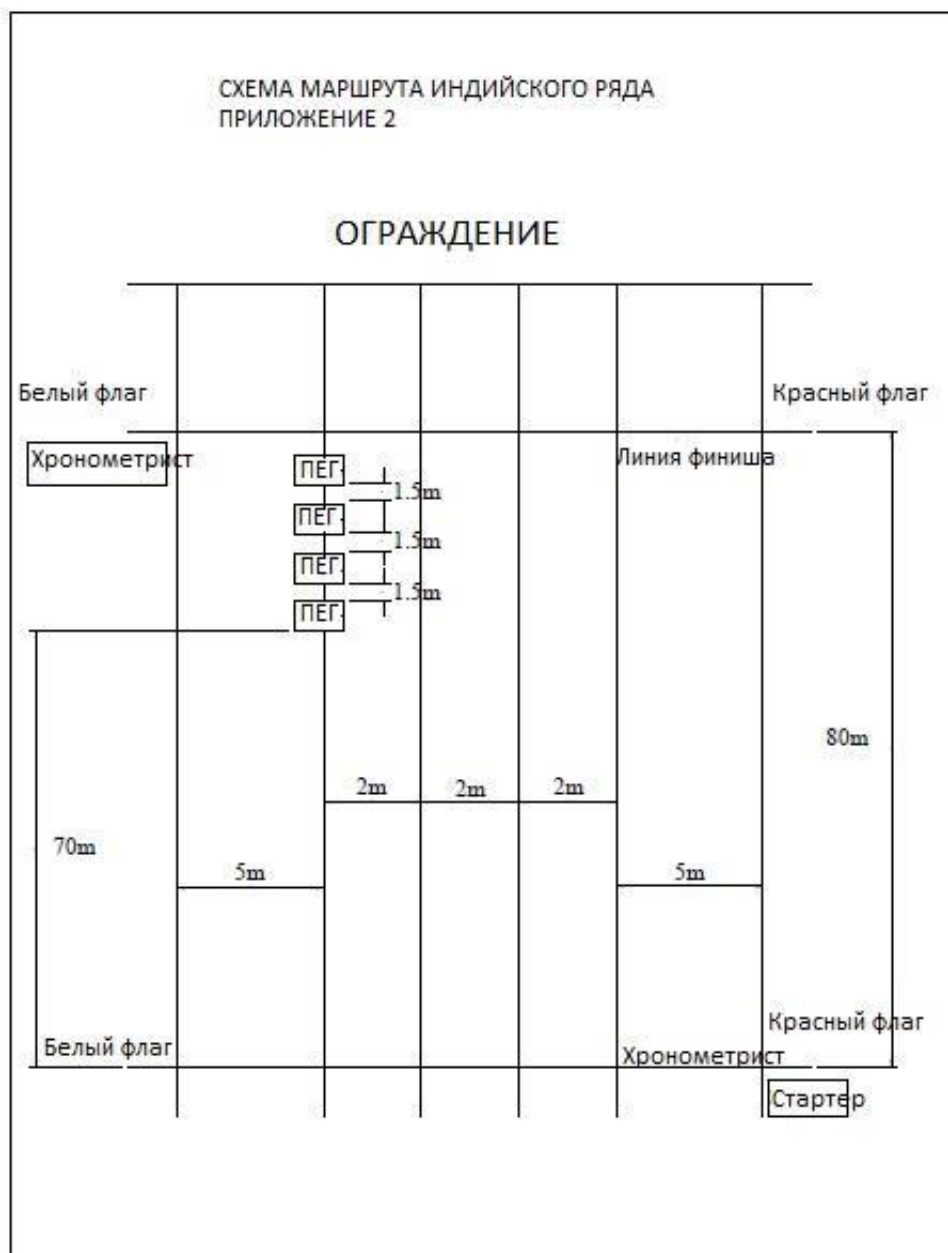 СХЕМА МАРШРУТА ИНДИЙСКОГО РЯДА
ПРИЛОЖЕНИЕ 2
ОГРАЖДЕНИЕ
Белый флаг
Красный флаг
Хронометрист
Линия финиша
ПЕГ
1.5m
ПЕГ
1.5m
ПЕГ
1.5m
ПЕГ
80m
2m
2m
2m
70m
5m
5m
Красный флаг
Белый флаг
Хронометрист
Стартер